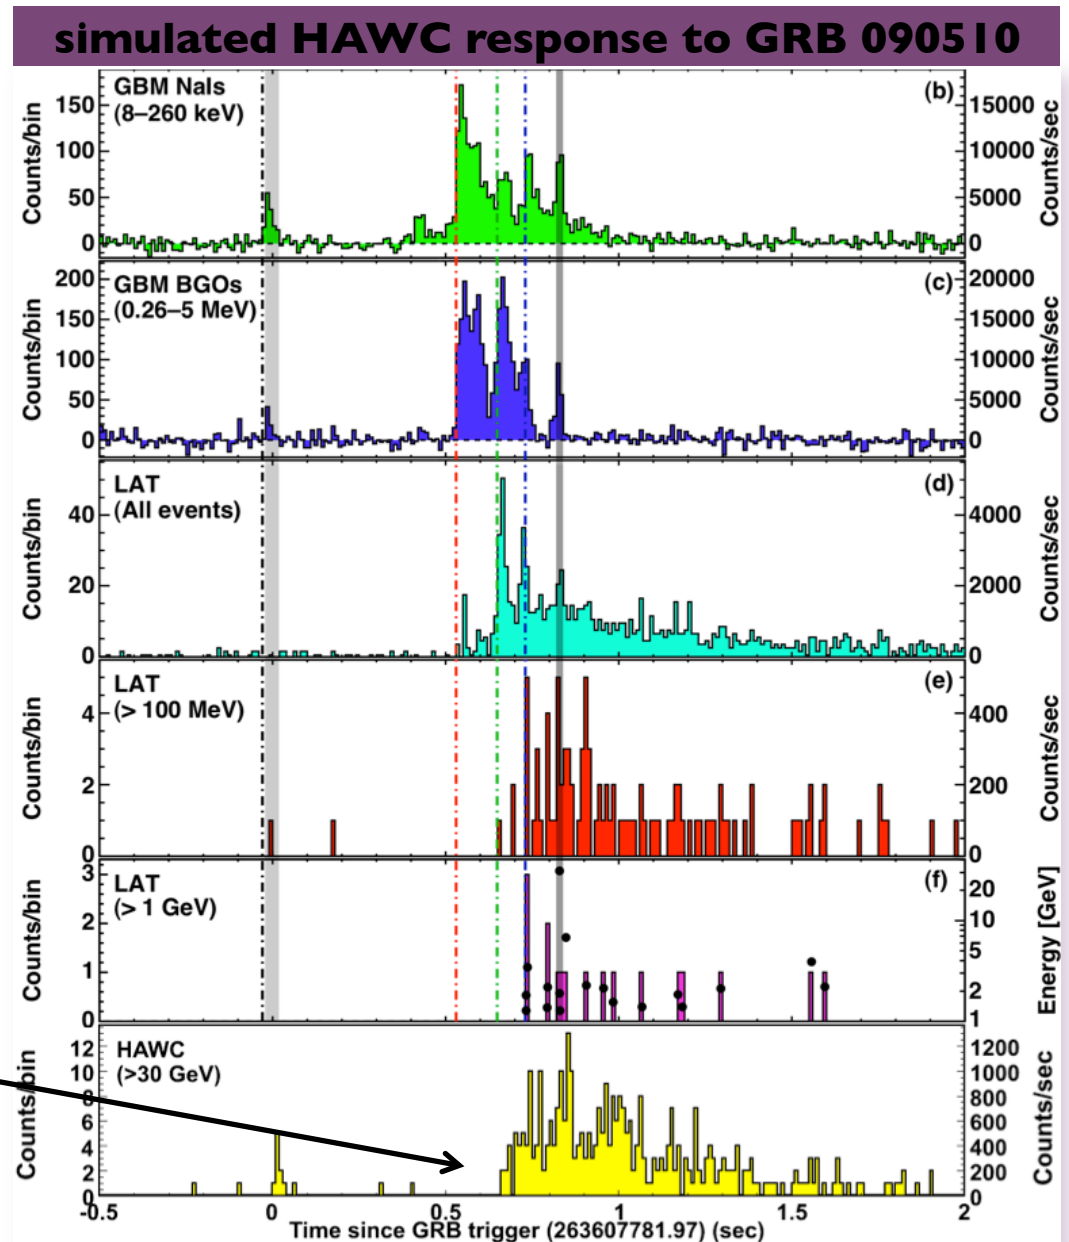 simulated HAWC response to GRB 090510
GBM NaIs
(8–260 keV)
(b)
Counts/bin
150
100
50
0
15000
10000
5000
0
Counts/sec
GBM BGOs
(0.26–5 MeV)
(c)
Counts/bin
200
150
100
50
0
20000
15000
10000
5000
0
Counts/sec
LAT
(All events)
(d)
Counts/bin
40
20
0
4000
2000
0
Counts/sec
LAT
(> 100 MeV)
(e)
Counts/bin
4
2
0
400
200
0
Counts/sec
LAT
(> 1 GeV)
(f)
Counts/bin
3
2
1
0
20
10
5
2
1
Energy [GeV]
HAWC
(>30 GeV)
Counts/bin
12
10
8
6
4
2
0
1200
1000
800
600
400
200
0
Counts/sec
-0.5
0
0.5
1
1.5
2
Time since GRB trigger (263607781.97) (sec)